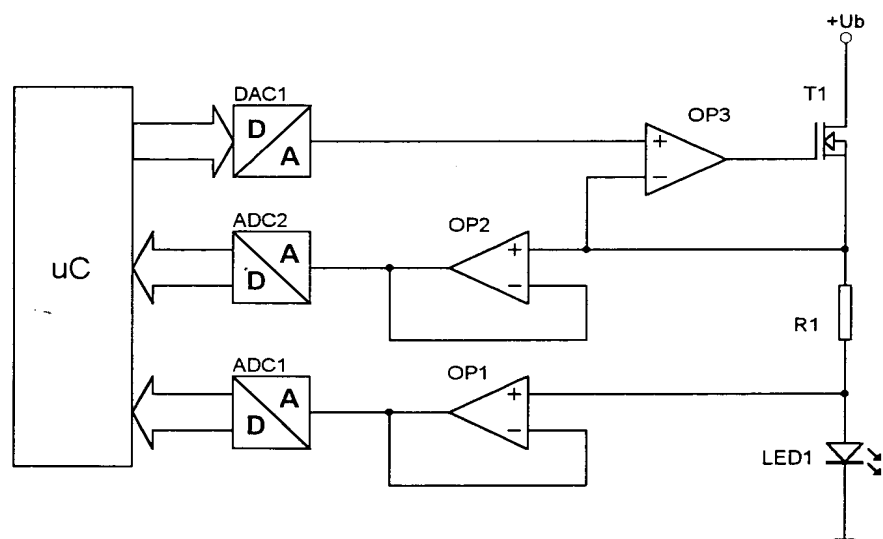 +Ub
DAC1
T1
OP3
D
A
+
−
ADC2
OP2
A
D
+
−
uC
R1
ADC1
OP1
A
D
+
−
LED1